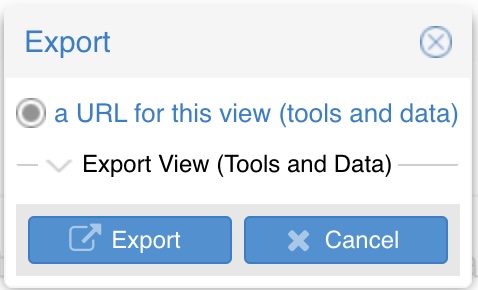 Export
a URL for this view (tools and data)
Export View (Tools and Data)
Export
Cancel